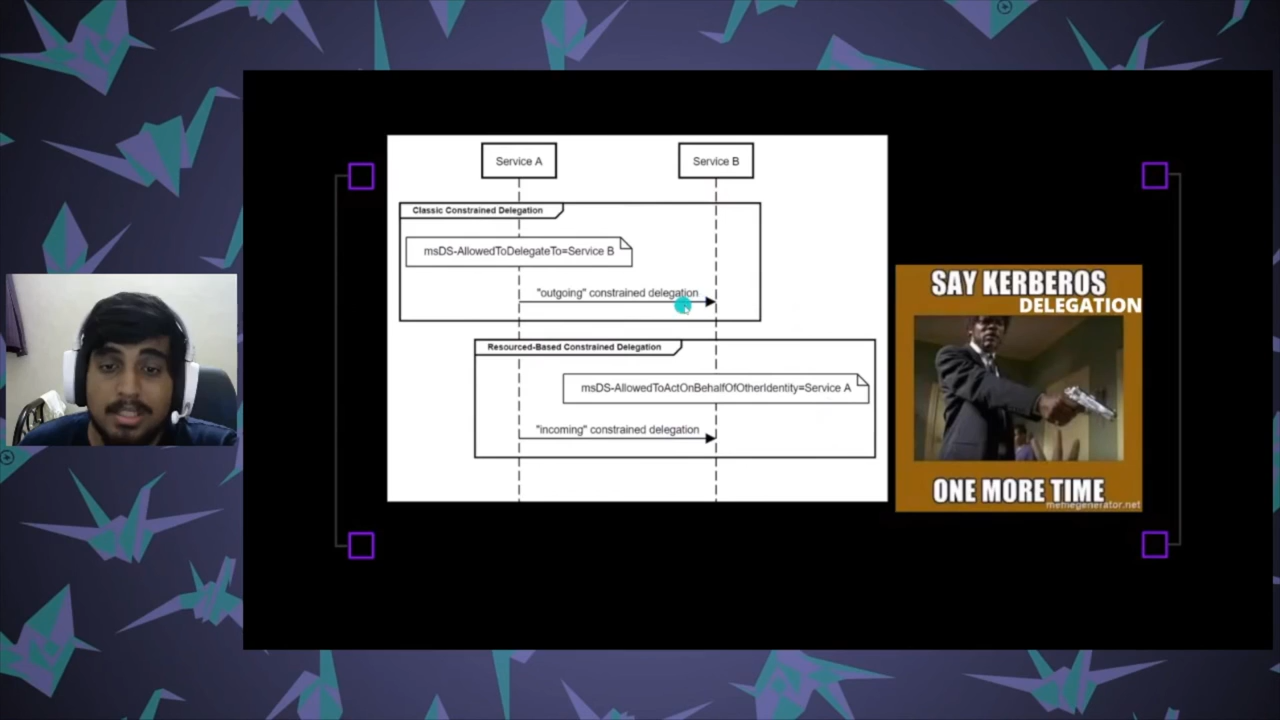 Service A
Service B
Classic Constrained Delegation
msDS-AllowedToDelegateTo=Service B
"outgoing" constrained delegation
Resourced-Based Constrained Delegation
msDS-AllowedToActOnBehalfOfOtherIdentity=Service A
"incoming" constrained delegation
SAY KERBEROS
DELEGATION
ONE MORE TIME
memegenerator.net